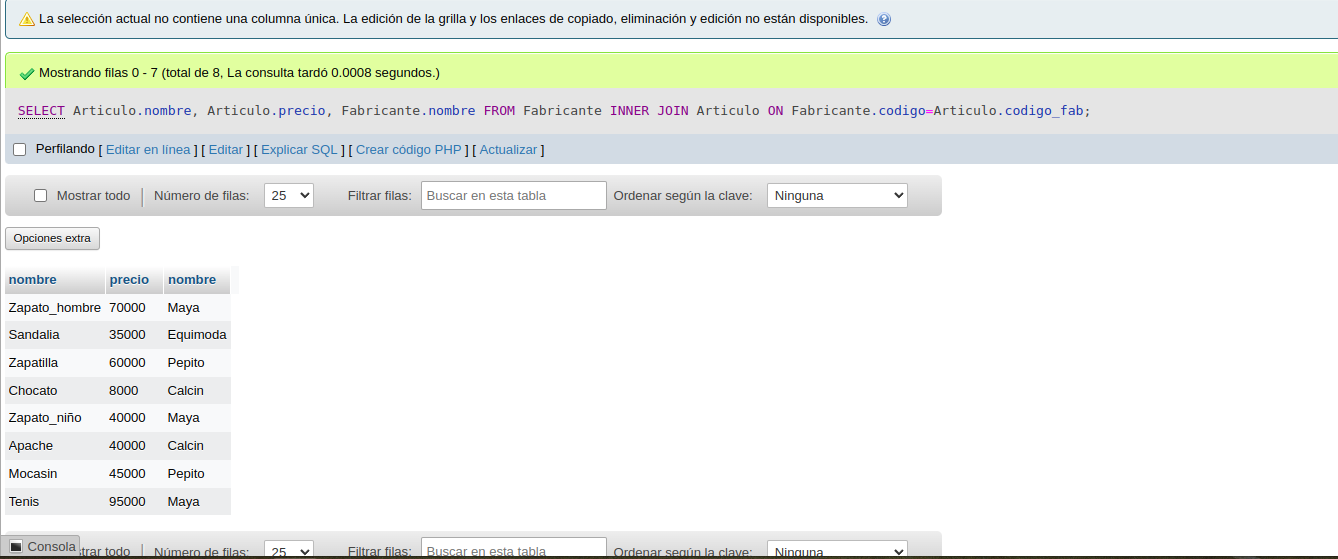 La selección actual no contiene una columna única. La edición de la grilla y los enlaces de copiado, eliminación y edición no están disponibles.
Mostrando filas 0 - 7 (total de 8, La consulta tardó 0.0008 segundos.)
SELECT Articulo.nombre, Articulo.precio, Fabricante.nombre FROM Fabricante INNER JOIN Articulo ON Fabricante.codigo=Articulo.codigo_fab;
Perfilando [ Editar en línea ] [ Editar ] [ Explicar SQL ] [ Crear código PHP ] [ Actualizar ]
Mostrar todo Número de filas: 25 Filtrar filas: Buscar en esta tabla Ordenar según la clave: Ninguna
Opciones extra
nombre precio nombre
Zapato_hombre 70000 Maya
Sandalia 35000 Equimoda
Zapatilla 60000 Pepito
Chocato 8000 Calcin
Zapato_niño 40000 Maya
Apache 40000 Calcin
Mocasin 45000 Pepito
Tenis 95000 Maya
Consola strar todo Número de filas: 25 Filtrar filas: Buscar en esta tabla Ordenar según la clave: Ninguna